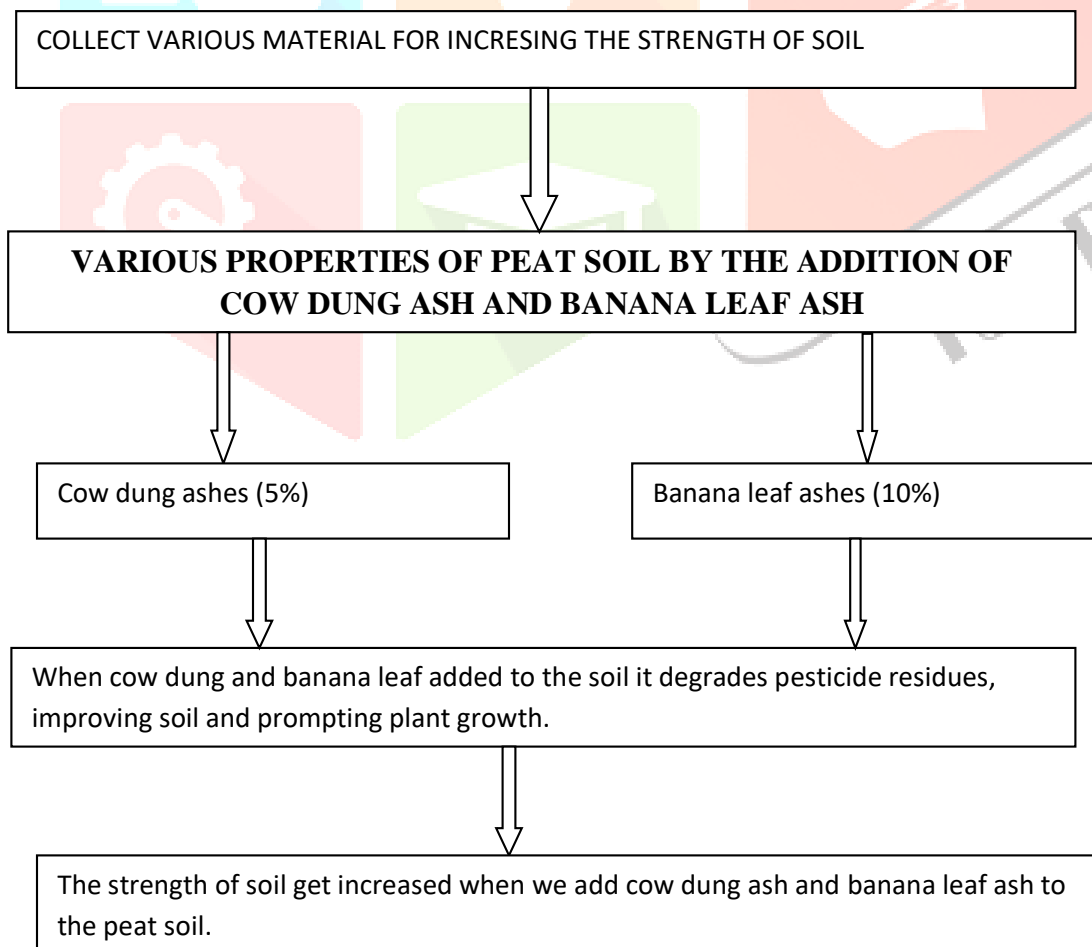 COLLECT VARIOUS MATERIAL FOR INCRESING THE STRENGTH OF SOIL
VARIOUS PROPERTIES OF PEAT SOIL BY THE ADDITION OF
COW DUNG ASH AND BANANA LEAF ASH
Cow dung ashes (5%)
Banana leaf ashes (10%)
When cow dung and banana leaf added to the soil it degrades pesticide residues,
improving soil and prompting plant growth.
The strength of soil get increased when we add cow dung ash and banana leaf ash to
the peat soil.